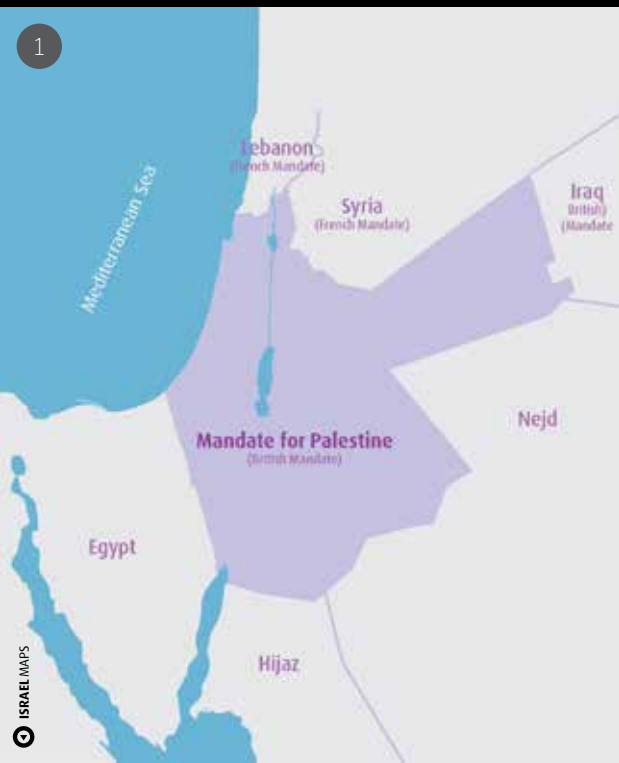 1
Mediterranean Sea
Lebanon
(French Mandate)
Syria
(French Mandate)
Iraq
British)
(Mandate
Nejd
Mandate for Palestine
(British Mandate)
Egypt
Hijaz
ISRAEL MAPS